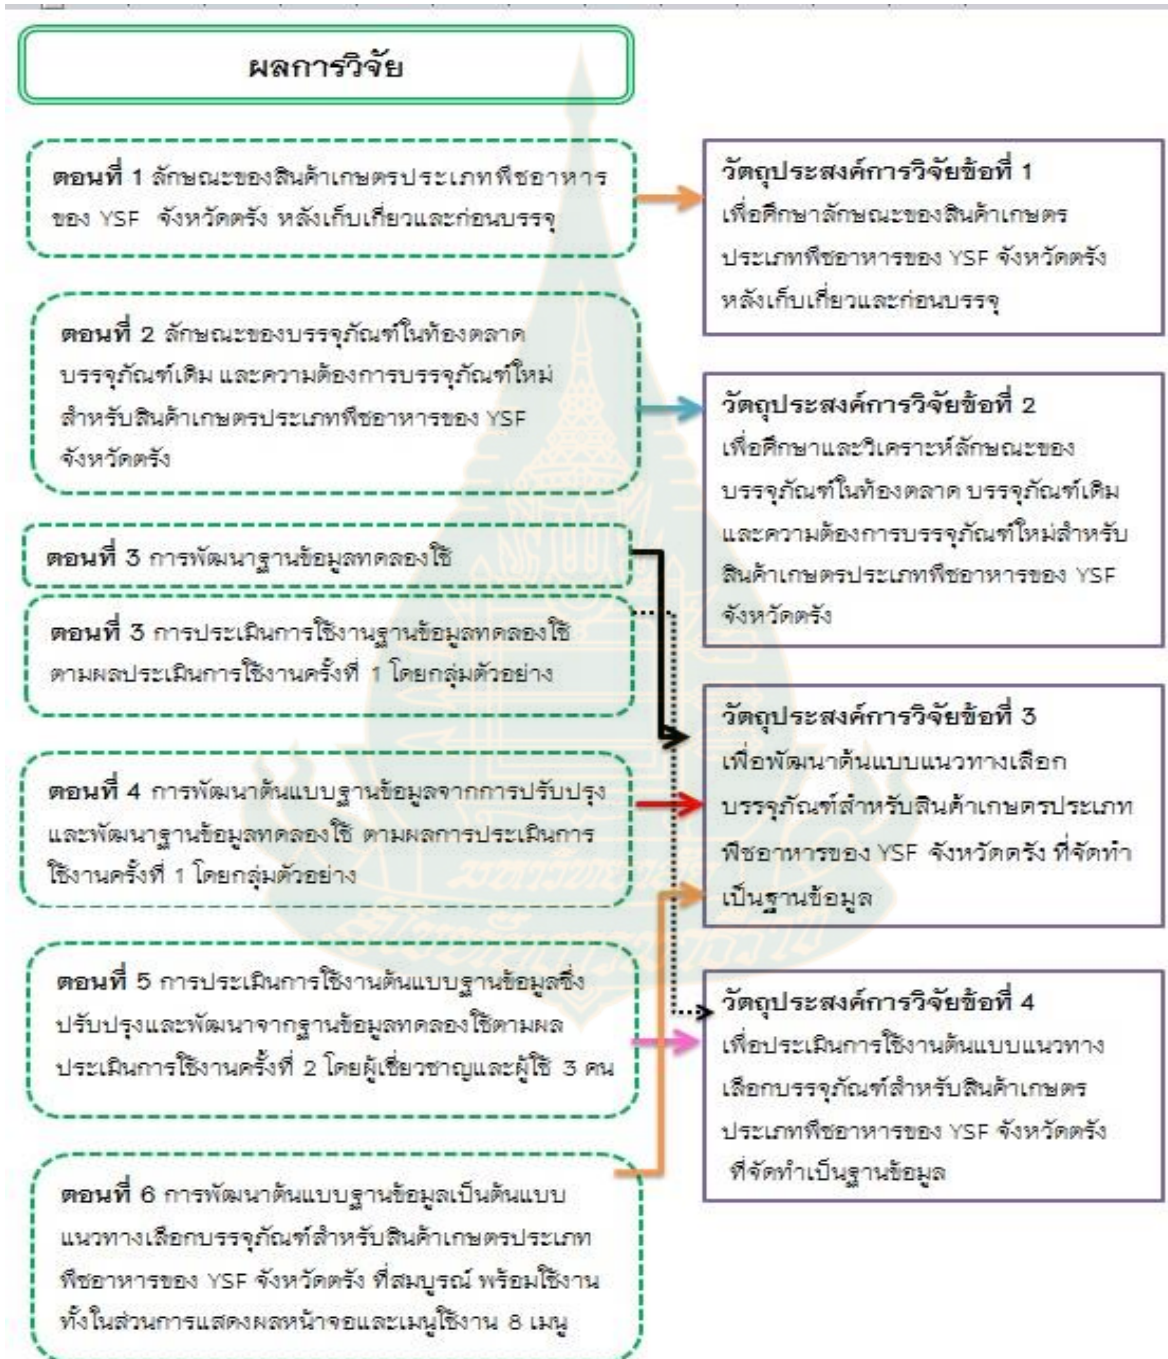 ผลการวิจัย
ตอนที่ 1 ลักษณะของสินค้าเกษตรประเภทพืชอาหาร
ของ YSF จังหวัดตรัง หลังเก็บเกี่ยวและก่อนบรรจุ
ตอนที่ 2 ลักษณะของบรรจุภัณฑ์ในท้องตลาด
บรรจุภัณฑ์เดิม และความต้องการบรรจุภัณฑ์ใหม่
สำหรับสินค้าเกษตรประเภทพืชอาหารของ YSF
จังหวัดตรัง
ตอนที่ 3 การพัฒนาฐานข้อมูลทดลองใช้
ตอนที่ 3 การประเมินการใช้งานฐานข้อมูลทดลองใช้
ตามผลประเมินการใช้งานครั้งที่ 1 โดยกลุ่มตัวอย่าง
ตอนที่ 4 การพัฒนาต้นแบบฐานข้อมูลจากการปรับปรุง
และพัฒนาฐานข้อมูลทดลองใช้ ตามผลการประเมินการ
ใช้งานครั้งที่ 1 โดยกลุ่มตัวอย่าง
ตอนที่ 5 การประเมินการใช้งานต้นแบบฐานข้อมูลซึ่ง
ปรับปรุงและพัฒนาจากฐานข้อมูลทดลองใช้ตามผล
ประเมินการใช้งานครั้งที่ 2 โดยผู้เชี่ยวชาญและผู้ใช้ 3 คน
ตอนที่ 6 การพัฒนาต้นแบบฐานข้อมูลเป็นต้นแบบ
แนวทางเลือกบรรจุภัณฑ์สำหรับสินค้าเกษตรประเภท
พืชอาหารของ YSF จังหวัดตรัง ที่สมบูรณ์ พร้อมใช้งาน
ทั้งในส่วนการแสดงผลหน้าจอและเมนูใช้งาน 8 เมนู
วัตถุประสงค์การวิจัยข้อที่ 1
เพื่อศึกษาลักษณะของสินค้าเกษตร
ประเภทพืชอาหารของ YSF จังหวัดตรัง
หลังเก็บเกี่ยวและก่อนบรรจุ
วัตถุประสงค์การวิจัยข้อที่ 2
เพื่อศึกษาและวิเคราะห์ลักษณะของ
บรรจุภัณฑ์ในท้องตลาด บรรจุภัณฑ์เดิม
และความต้องการบรรจุภัณฑ์ใหม่สำหรับ
สินค้าเกษตรประเภทพืชอาหารของ YSF
จังหวัดตรัง
วัตถุประสงค์การวิจัยข้อที่ 3
เพื่อพัฒนาต้นแบบแนวทางเลือก
บรรจุภัณฑ์สำหรับสินค้าเกษตรประเภท
พืชอาหารของ YSF จังหวัดตรัง ที่จัดทำ
เป็นฐานข้อมูล
วัตถุประสงค์การวิจัยข้อที่ 4
เพื่อประเมินการใช้งานต้นแบบแนวทาง
เลือกบรรจุภัณฑ์สำหรับสินค้าเกษตร
ประเภทพืชอาหารของ YSF จังหวัดตรัง
ที่จัดทำเป็นฐานข้อมูล